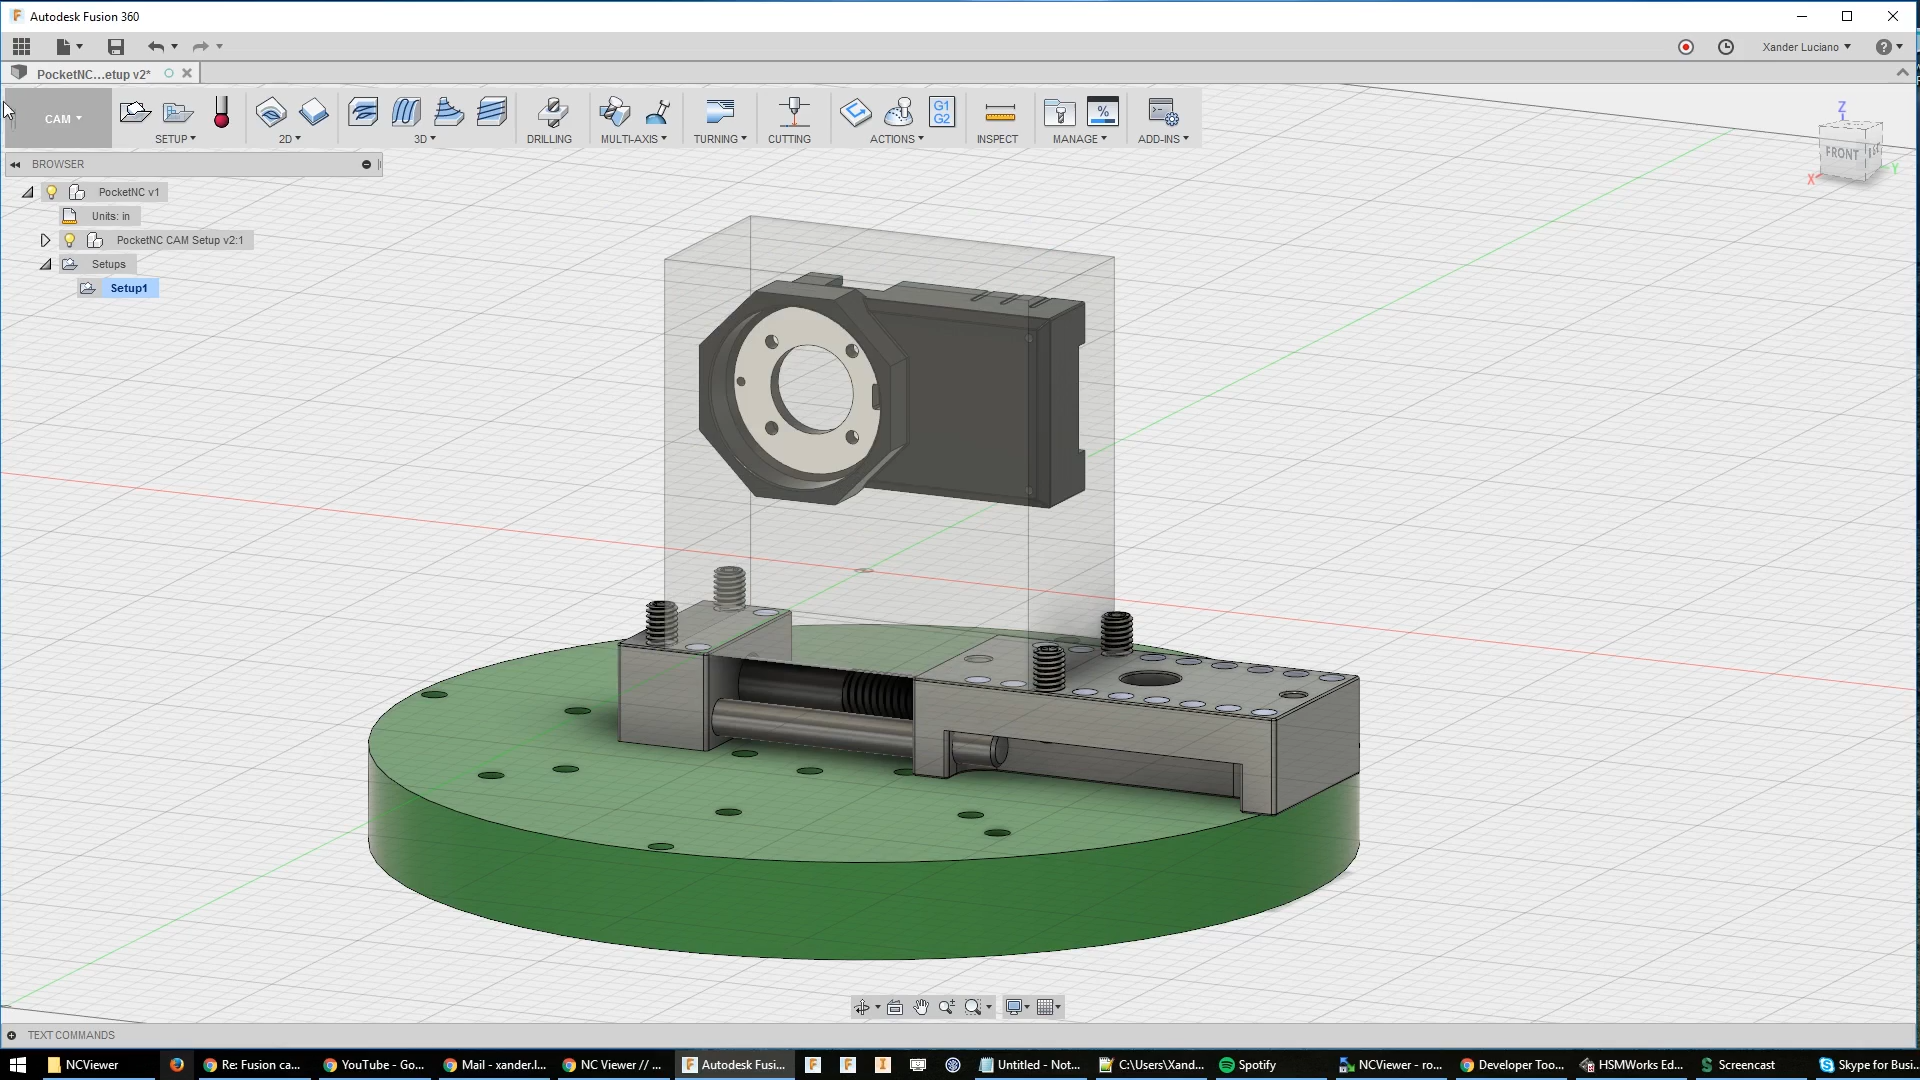 Autodesk Fusion 360
Xander Luciano
PocketNC...etup v2*
CAM
SETUP
2D
3D
DRILLING
MULTI-AXIS
TURNING
CUTTING
G1
G2
ACTIONS
INSPECT
%
MANAGE
ADD-INS
BROWSER
PocketNC v1
Units: in
PocketNC CAM Setup v2:1
Setups
Setup1
Z
FRONT
X
Y
TEXT COMMANDS
NCViewer
Re: Fusion ca...
YouTube - Go...
Mail - xander.l...
NC Viewer // ...
Autodesk Fusi...
Untitled - Not...
C:\Users\Xand...
Spotify
NCViewer - ro...
Developer Too...
HSMWorks Ed...
Screencast
Skype for Busi...